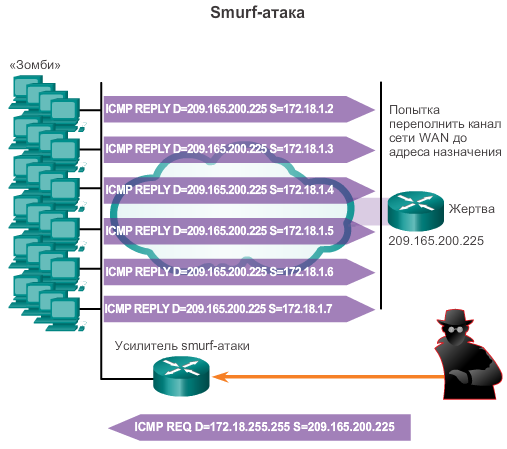 Smurf-атака
«Зомби»
ICMP REPLY D=209.165.200.225 S=172.18.1.2
ICMP REPLY D=209.165.200.225 S=172.18.1.3
ICMP REPLY D=209.165.200.225 S=172.18.1.4
ICMP REPLY D=209.165.200.225 S=172.18.1.5
ICMP REPLY D=209.165.200.225 S=172.18.1.6
ICMP REPLY D=209.165.200.225 S=172.18.1.7
Попытка
переполнить канал
сети WAN до
адреса назначения
Жертва
209.165.200.225
Усилитель smurf-атаки
ICMP REQ D=172.18.255.255 S=209.165.200.225